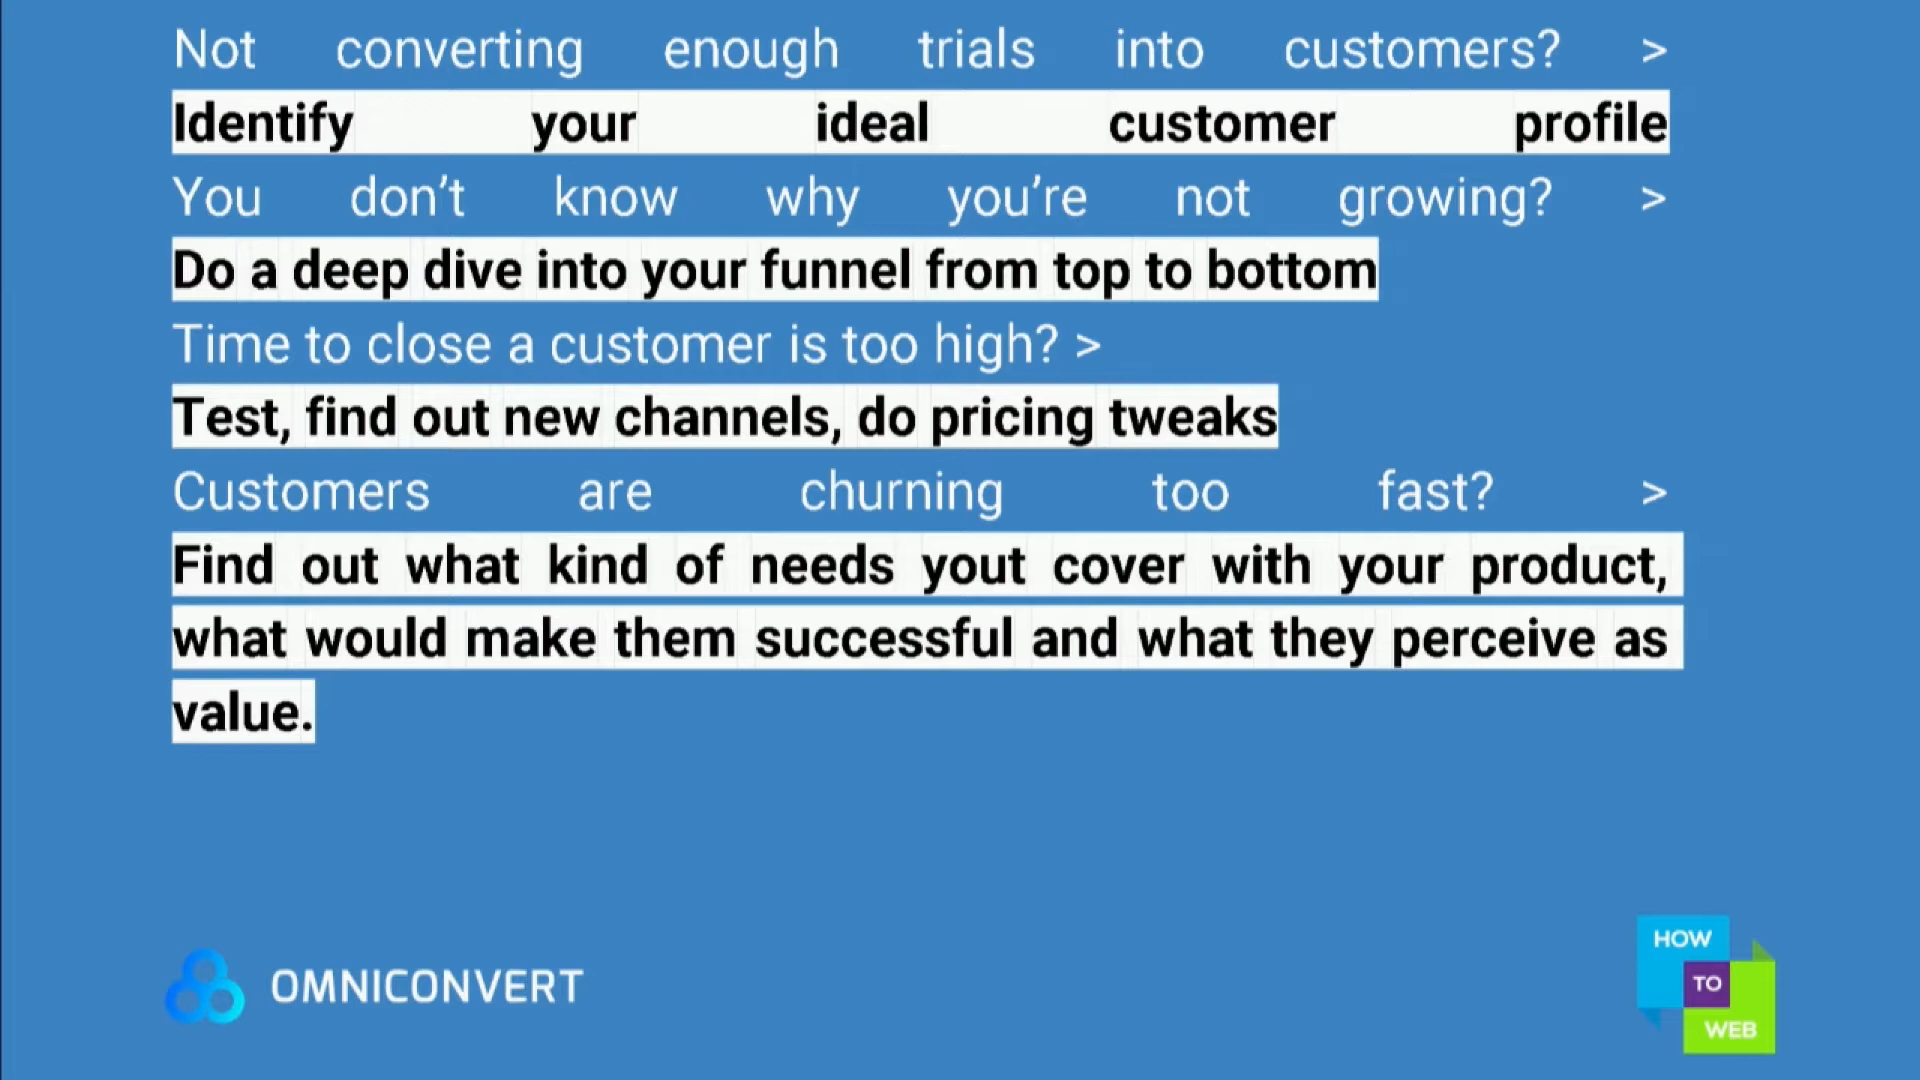 Not converting enough trials into customers? >
Identify your ideal customer profile
You don’t know why you’re not growing? >
Do a deep dive into your funnel from top to bottom
Time to close a customer is too high? >
Test, find out new channels, do pricing tweaks
Customers are churning too fast? >
Find out what kind of needs yout cover with your product,
what would make them successful and what they perceive as
value.
OMNICONVERT
HOW
TO
WEB